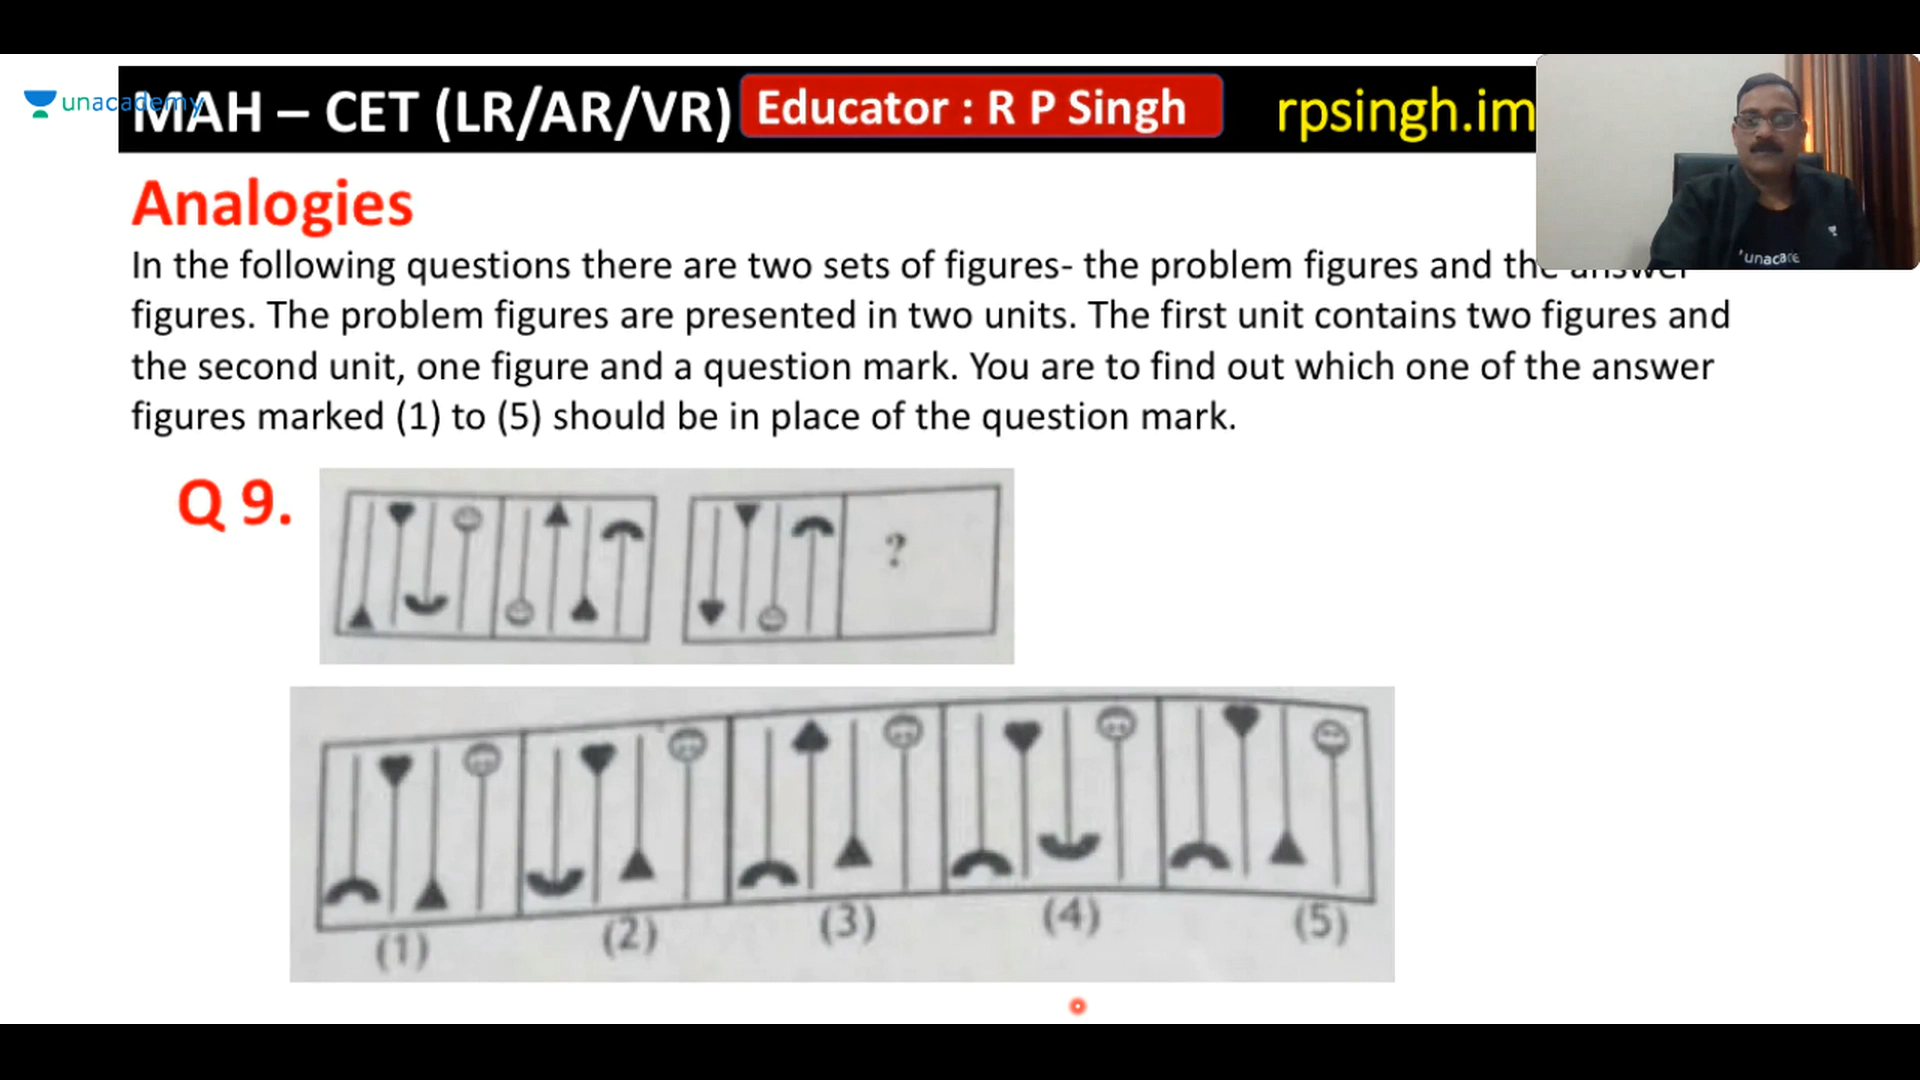 unacademy
MAH – CET (LR/AR/VR) Educator : R P Singh rpsingh.im
Analogies
In the following questions there are two sets of figures- the problem figures and the answer
figures. The problem figures are presented in two units. The first unit contains two figures and
the second unit, one figure and a question mark. You are to find out which one of the answer
figures marked (1) to (5) should be in place of the question mark.
Q 9.
?
(1) (2) (3) (4) (5)